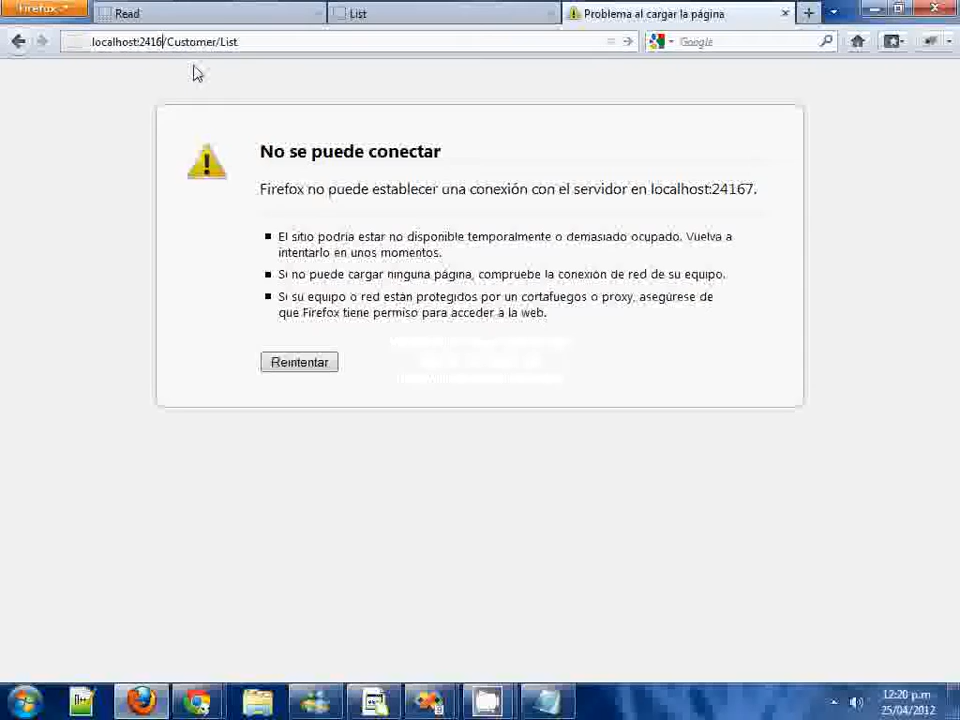 Firefox
Read
List
Problema al cargar la página
localhost:2416/Customer/List
Google
No se puede conectar
Firefox no puede establecer una conexión con el servidor en localhost:24167.
El sitio podría estar no disponible temporalmente o demasiado ocupado. Vuelva a
intentarlo en unos momentos.
Si no puede cargar ninguna página, compruebe la conexión de red de su equipo.
Si su equipo o red están protegidos por un cortafuegos o proxy, asegúrese de
que Firefox tiene permiso para acceder a la web.
Reintentar
12:20 p.m
25/04/2012